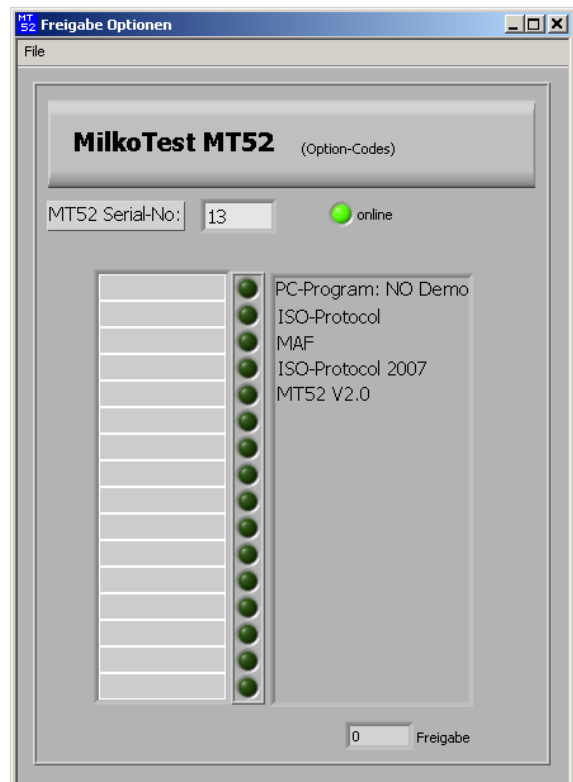 MT
52 Freigabe Optionen
File
MilkoTest MT52 (Option-Codes)
MT52 Serial-No: 13 online
PC-Program: NO Demo
ISO-Protocol
MAF
ISO-Protocol 2007
MT52 V2.0
0 Freigabe